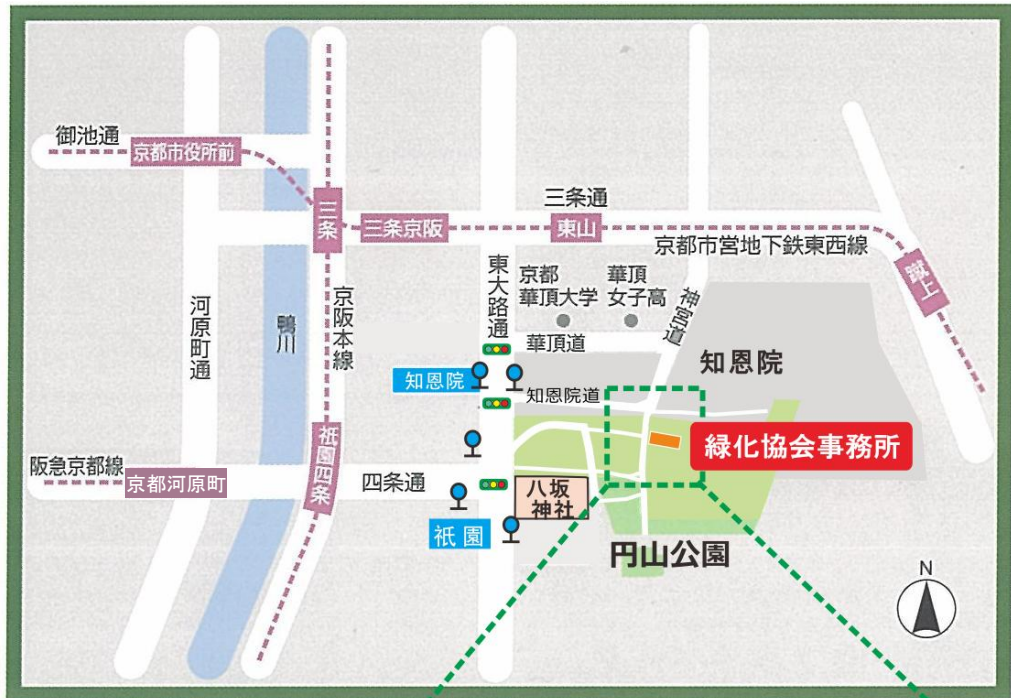 御池通
京都市役所前
三条
三条京阪
三条通
東山
京都市営地下鉄東西線
蹴上
河原町通
鴨川
京阪本線
東大路通
京都
華頂大学
華頂
女子高
神宮道
華頂道
知恩院
知恩院
知恩院道
緑化協会事務所
阪急京都線
京都河原町
祇園四条
四条通
八坂
神社
祇園
円山公園
N